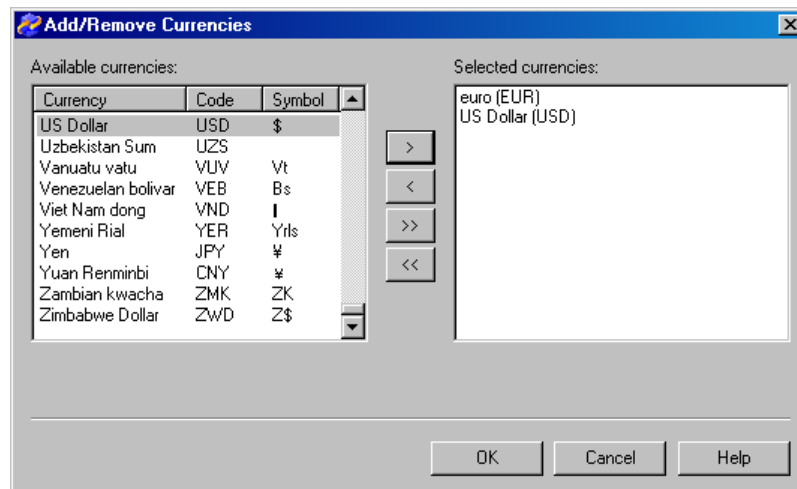 Add/Remove Currencies
Available currencies:
Currency Code Symbol
US Dollar USD $
Uzbekistan Sum UZS
Vanuatu vatu VUV Vt
Venezuelan bolivar VEB Bs
Viet Nam dong VND
Yemeni Rial YER Yrls
Yen JPY ¥
Yuan Renminbi CNY ¥
Zambian kwacha ZMK ZK
Zimbabwe Dollar ZWD Z$
>
<
>>
<<
Selected currencies:
euro (EUR)
US Dollar (USD)
OK Cancel Help